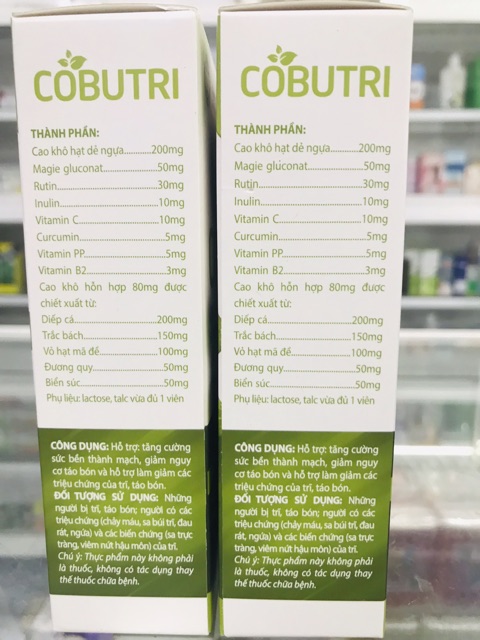 COBUTRI
THÀNH PHẦN:
Cao khô hạt dẻ ngựa............200mg
Magie gluconat........................50mg
Rutin..........................................30mg
Inulin.........................................10mg
Vitamin C..................................10mg
Curcumin....................................5mg
Vitamin PP..................................5mg
Vitamin B2..................................3mg
Cao khô hỗn hợp 80mg được
chiết xuất từ:
Diếp cá....................................200mg
Trắc bách................................150mg
Vỏ hạt mã đề.........................100mg
Đương quy...............................50mg
Biển súc....................................50mg
Phụ liệu: lactose, talc vừa đủ 1 viên
CÔNG DỤNG: Hỗ trợ: tăng cường
sức bền thành mạch, giảm nguy
cơ táo bón và hỗ trợ làm giảm các
triệu chứng của trĩ, táo bón.
ĐỐI TƯỢNG SỬ DỤNG: Những
người bị trĩ, táo bón; người có các
triệu chứng (chảy máu, sa búi trĩ, đau
rát, ngứa) và các biến chứng (sa trực
tràng, viêm nứt hậu môn) của trĩ.
Chú ý: Thực phẩm này không phải
là thuốc, không có tác dụng thay
thế thuốc chữa bệnh.
COBUTRI
THÀNH PHẦN:
Cao khô hạt dẻ ngựa............200mg
Magie gluconat........................50mg
Rutin..........................................30mg
Inulin.........................................10mg
Vitamin C..................................10mg
Curcumin....................................5mg
Vitamin PP..................................5mg
Vitamin B2..................................3mg
Cao khô hỗn hợp 80mg được
chiết xuất từ:
Diếp cá....................................200mg
Trắc bách................................150mg
Vỏ hạt mã đề.........................100mg
Đương quy...............................50mg
Biển súc....................................50mg
Phụ liệu: lactose, talc vừa đủ 1 viên
CÔNG DỤNG: Hỗ trợ: tăng cường
sức bền thành mạch, giảm nguy
cơ táo bón và hỗ trợ làm giảm các
triệu chứng của trĩ, táo bón.
ĐỐI TƯỢNG SỬ DỤNG: Những
người bị trĩ, táo bón; người có các
triệu chứng (chảy máu, sa búi trĩ, đau
rát, ngứa) và các biến chứng (sa trực
tràng, viêm nứt hậu môn) của trĩ.
Chú ý: Thực phẩm này không phải
là thuốc, không có tác dụng thay
thế thuốc chữa bệnh.